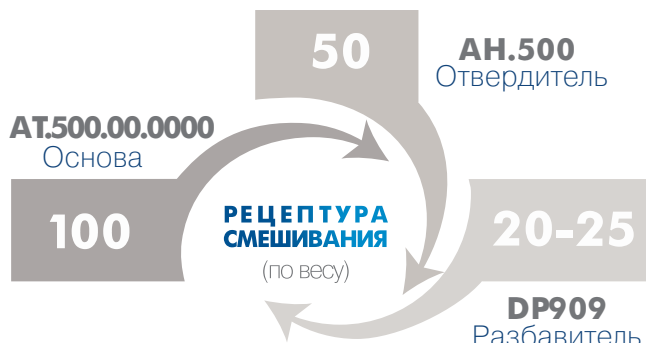 50
AH.500
Отвердитель
AT.500.00.0000
Основа
100
РЕЦЕПТУРА
СМЕШИВАНИЯ
(по весу)
20-25
DP909
Разбавитель